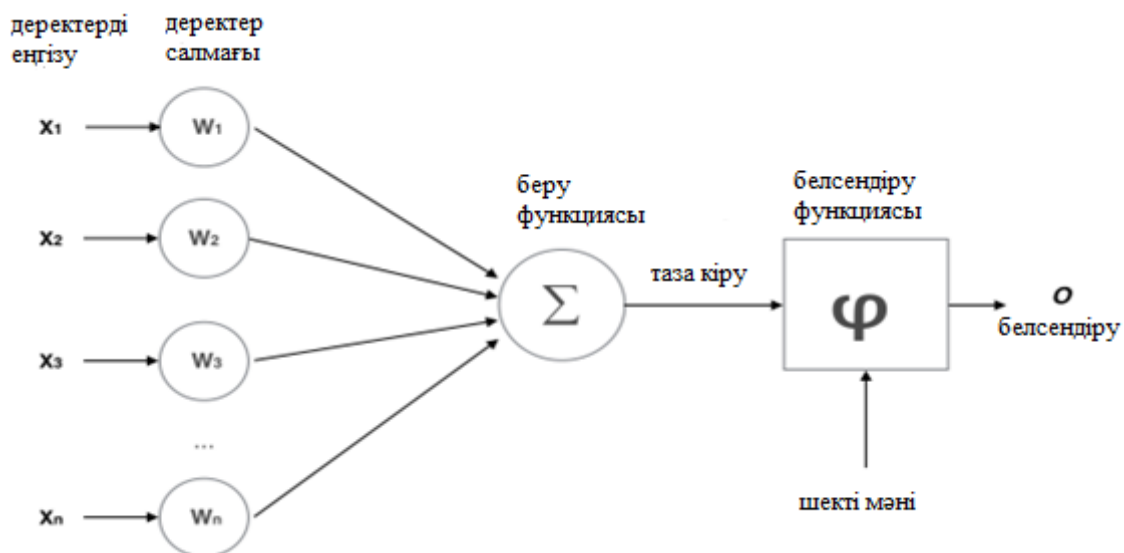 деректерді
еңгізу
деректер
салмағы
x₁
w₁
x₂
w₂
x₃
w₃
...
xₙ
wₙ
беру
функциясы
Σ
таза кіру
белсендіру
функциясы
φ
o
белсендіру
шекті мәні